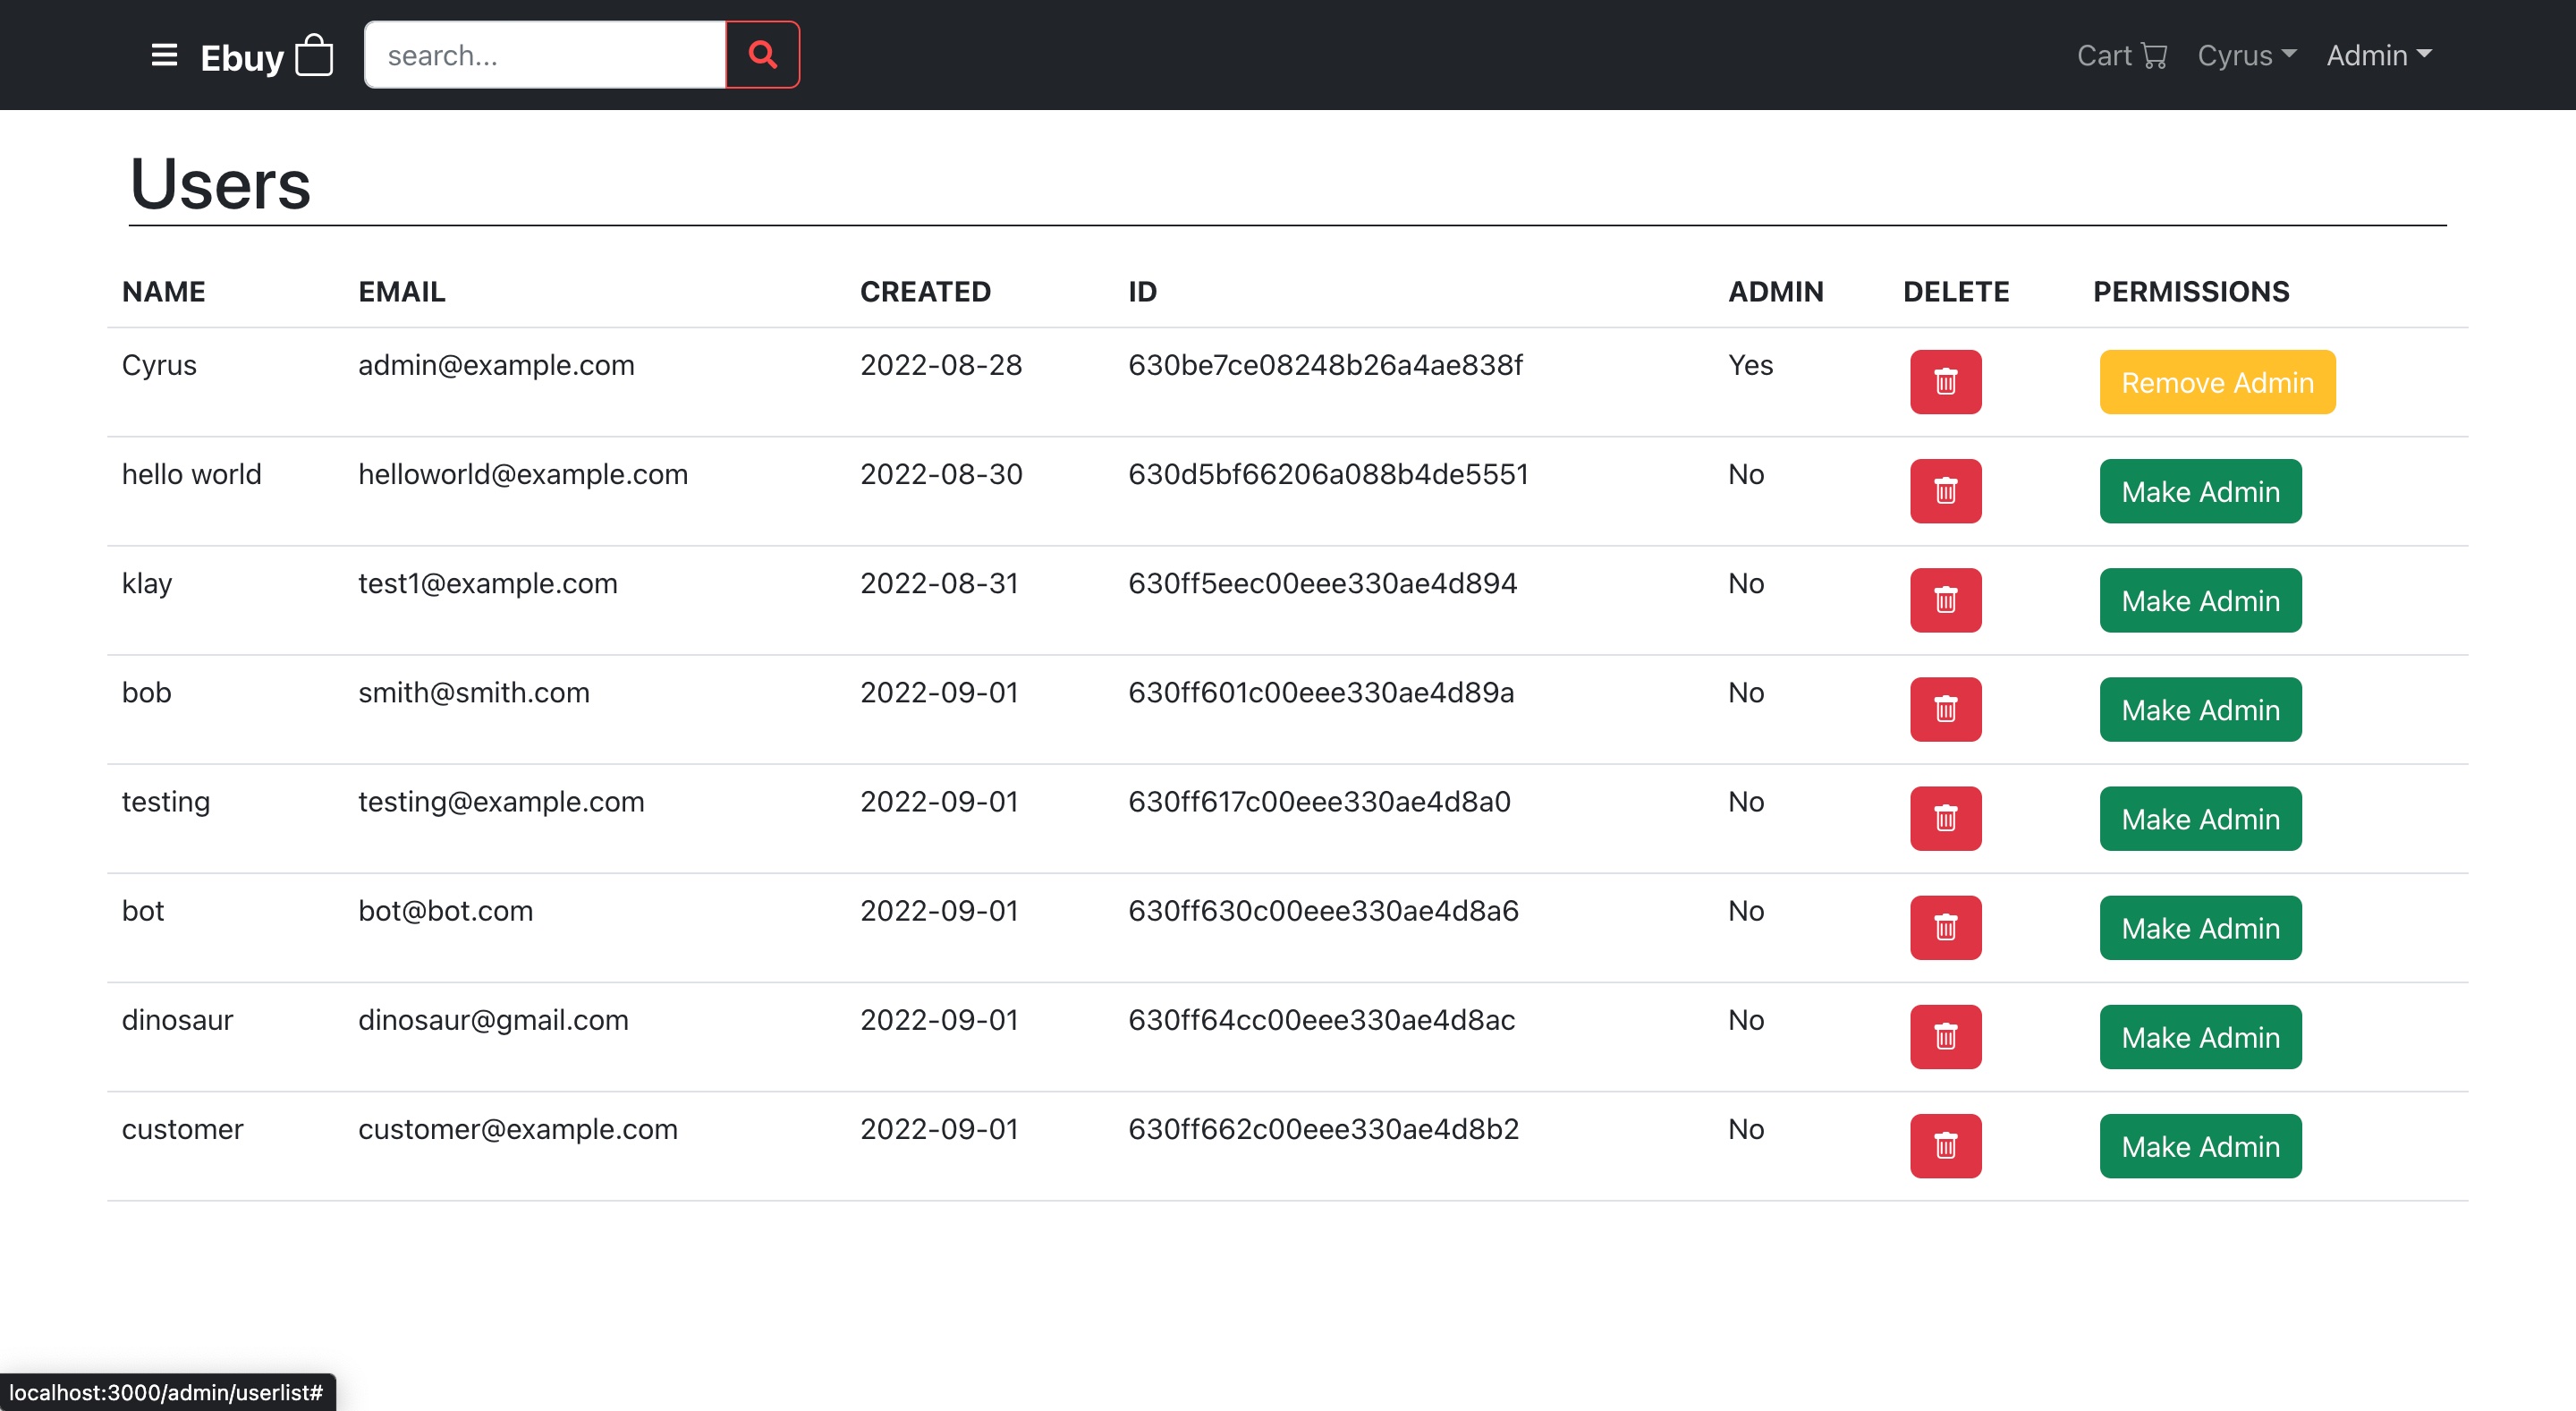 Ebuy search... Cart Cyrus Admin
Users
NAME EMAIL CREATED ID ADMIN DELETE PERMISSIONS
Cyrus admin@example.com 2022-08-28 630be7ce08248b26a4ae838f Yes Remove Admin
hello world helloworld@example.com 2022-08-30 630d5bf66206a088b4de5551 No Make Admin
klay test1@example.com 2022-08-31 630ff5eec00eee330ae4d894 No Make Admin
bob smith@smith.com 2022-09-01 630ff601c00eee330ae4d89a No Make Admin
testing testing@example.com 2022-09-01 630ff617c00eee330ae4d8a0 No Make Admin
bot bot@bot.com 2022-09-01 630ff630c00eee330ae4d8a6 No Make Admin
dinosaur dinosaur@gmail.com 2022-09-01 630ff64cc00eee330ae4d8ac No Make Admin
customer customer@example.com 2022-09-01 630ff662c00eee330ae4d8b2 No Make Admin
localhost:3000/admin/userlist#